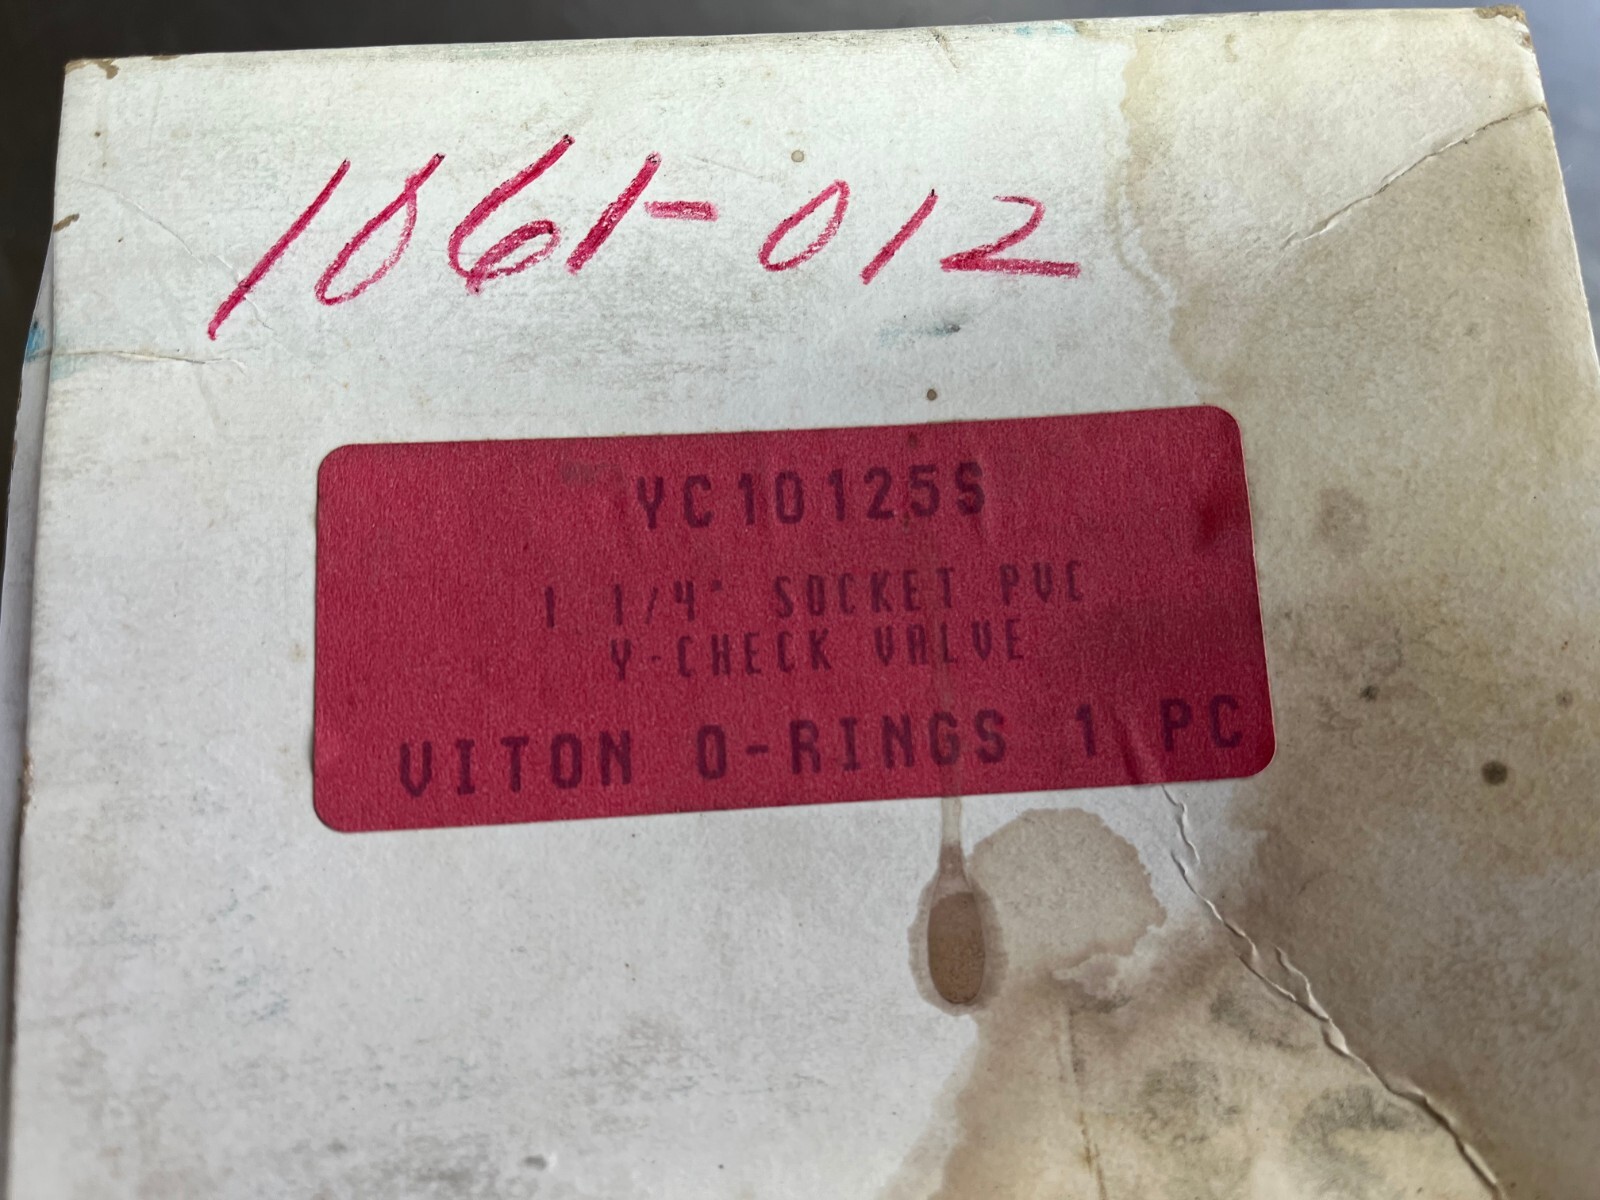 1061-012
YC10125S
1 1/4" SOCKET PVC
Y-CHECK VALVE
VITON O-RINGS 1 PC